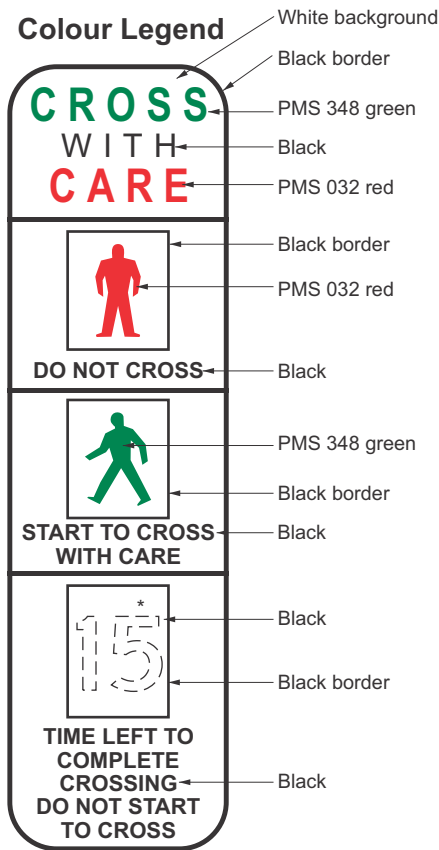 Colour Legend
White background
Black border
CROSS
PMS 348 green
WITH
Black
CARE
PMS 032 red
Black border
PMS 032 red
DO NOT CROSS
Black
PMS 348 green
Black border
START TO CROSS
Black
WITH CARE
*
Black
15
Black border
TIME LEFT TO
COMPLETE
CROSSING
Black
DO NOT START
TO CROSS